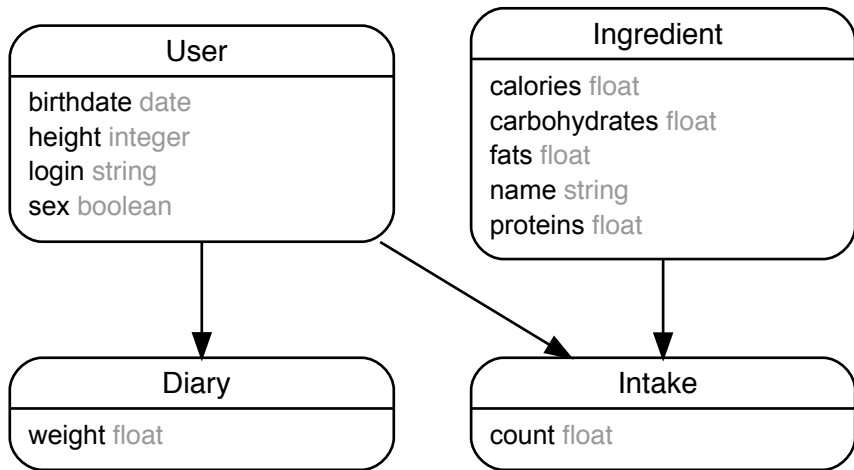 User
birthdate date
height integer
login string
sex boolean
Ingredient
calories float
carbohydrates float
fats float
name string
proteins float
Diary
weight float
Intake
count float